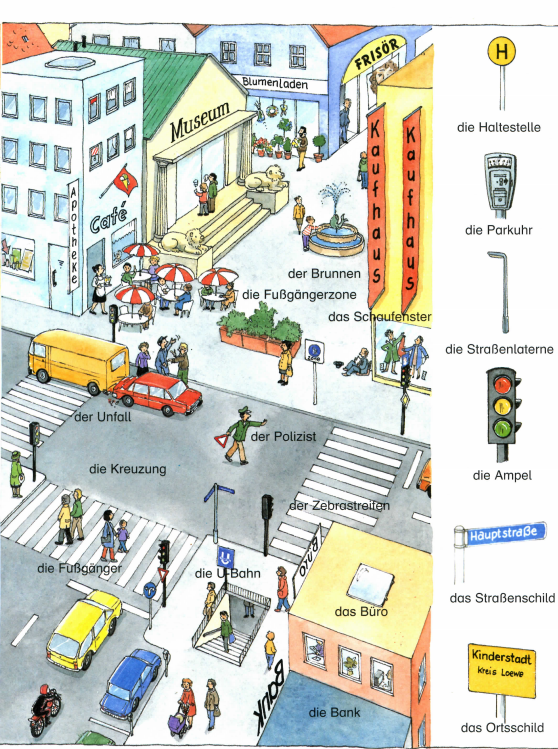 FRISÖR
Blumenladen
Museum
Kaufhaus
Kaufhaus
Apotheke
Café
der Brunnen
die Fußgängerzone
das Schaufenster
der Unfall
der Polizist
die Kreuzung
der Zebrastreifen
die Fußgänger
U
die U-Bahn
BÜRO
das Büro
BANK
die Bank
H
die Haltestelle
die Parkuhr
die Straßenlaterne
die Ampel
Hauptstraße
das Straßenschild
Kinderstadt
Kreis Loewe
das Ortsschild